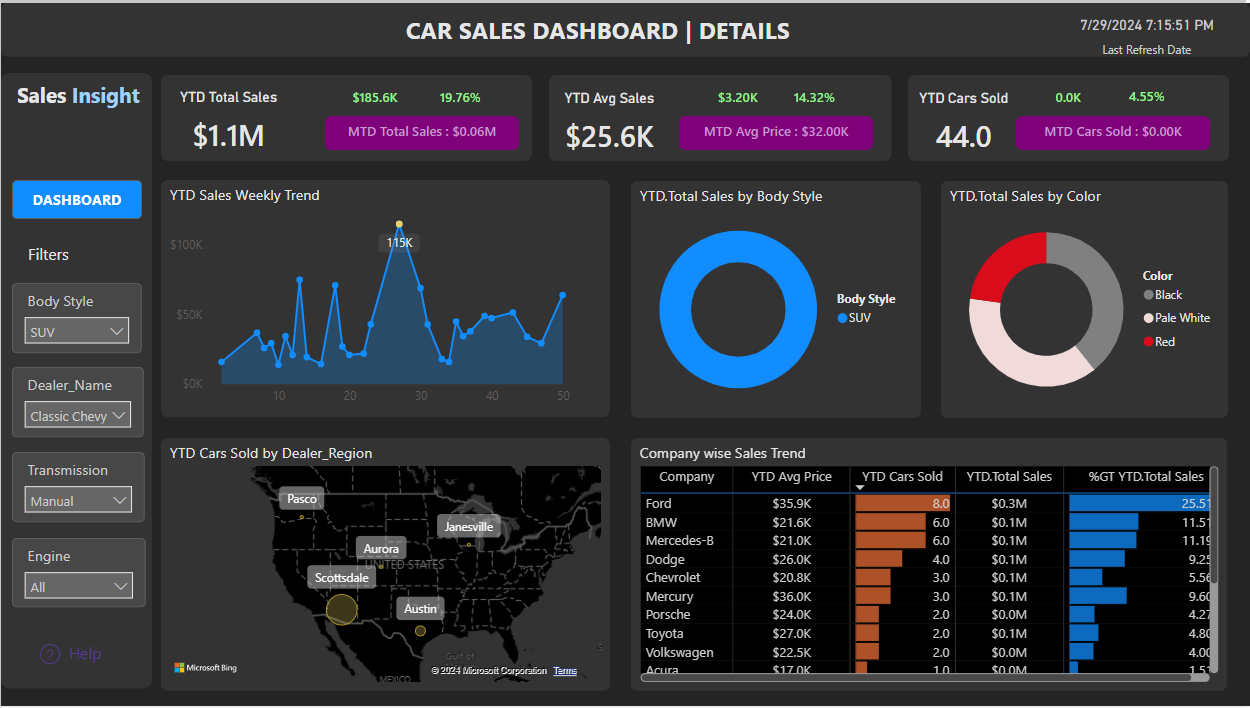 CAR SALES DASHBOARD | DETAILS
7/29/2024 7:15:51 PM
Last Refresh Date
Sales Insight
DASHBOARD
Filters
Body Style
SUV
Dealer_Name
Classic Chevy
Transmission
Manual
Engine
All
? Help
YTD Total Sales $185.6K 19.76%
$1.1M MTD Total Sales : $0.06M
YTD Avg Sales $3.20K 14.32%
$25.6K MTD Avg Price : $32.00K
YTD Cars Sold 0.0K 4.55%
44.0 MTD Cars Sold : $0.00K
YTD Sales Weekly Trend
115K
$100K
$50K
$0K
10 20 30 40 50
YTD.Total Sales by Body Style
Body Style
SUV
YTD.Total Sales by Color
Color
Black
Pale White
Red
YTD Cars Sold by Dealer_Region
Pasco
Janesville
Aurora
UNITED STATES
Scottsdale
Austin
Gulf of
MEXICO
S
Microsoft Bing
© 2024 Microsoft Corporation Terms
Company wise Sales Trend
Company YTD Avg Price YTD Cars Sold YTD.Total Sales %GT YTD.Total Sales
Ford $35.9K 8.0 $0.3M 25.51
BMW $21.6K 6.0 $0.1M 11.51
Mercedes-B $21.0K 6.0 $0.1M 11.19
Dodge $26.0K 4.0 $0.1M 9.25
Chevrolet $20.8K 3.0 $0.1M 5.56
Mercury $36.0K 3.0 $0.1M 9.60
Porsche $24.0K 2.0 $0.0M 4.27
Toyota $27.0K 2.0 $0.1M 4.80
Volkswagen $22.5K 2.0 $0.0M 4.00
Acura $17.0K 1.0 $0.0M 1.51